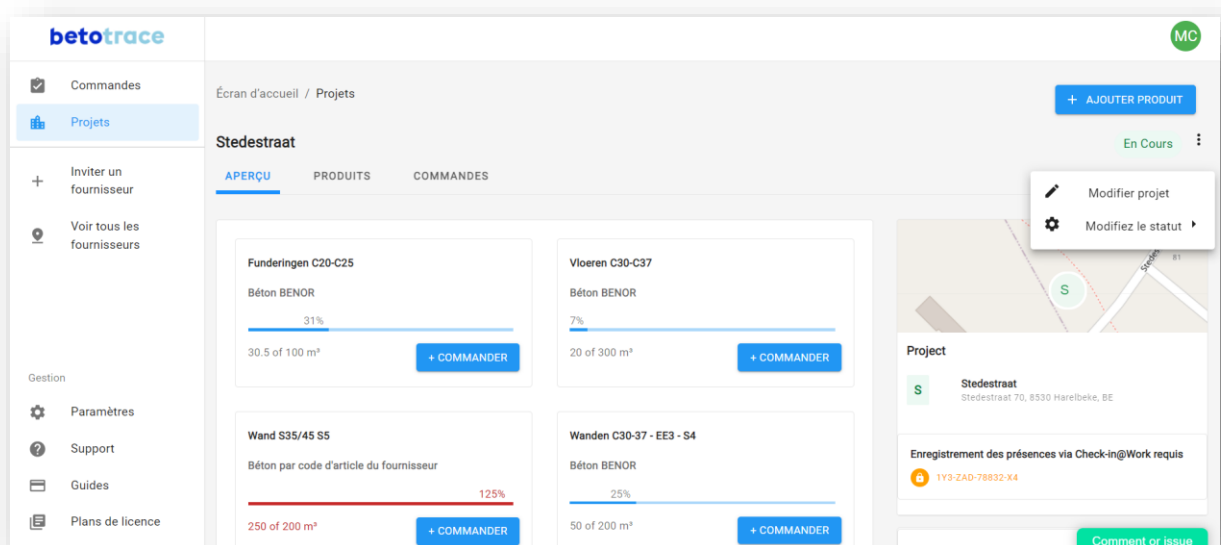 betotrace
MC
Commandes
Projets
Inviter un
fournisseur
Voir tous les
fournisseurs
Gestion
Paramètres
Support
Guides
Plans de licence
Écran d'accueil / Projets
+ AJOUTER PRODUIT
Stedestraat
En Cours
APERÇU PRODUITS COMMANDES
Modifier projet
Modifiez le statut
Funderingen C20-C25
Béton BENOR
31%
30.5 of 100 m³
+ COMMANDER
Vloeren C30-C37
Béton BENOR
7%
20 of 300 m³
+ COMMANDER
Wand S35/45 S5
Béton par code d'article du fournisseur
125%
250 of 200 m³
+ COMMANDER
Wanden C30-37 - EE3 - S4
Béton BENOR
25%
50 of 200 m³
+ COMMANDER
Stedes
81
S
Project
S
Stedestraat
Stedestraat 70, 8530 Harelbeke, BE
Enregistrement des présences via Check-in@Work requis
1Y3-ZAD-78832-X4
Comment or issue